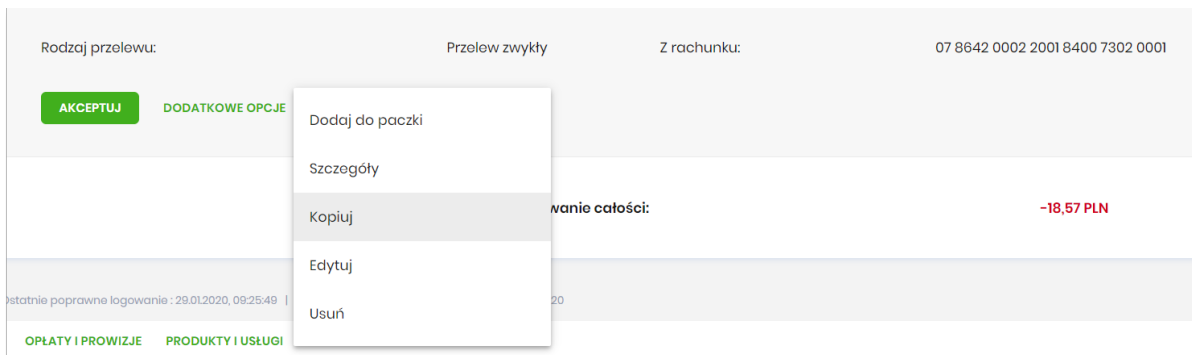 Rodzaj przelewu: Przelew zwykły Z rachunku: 07 8642 0002 2001 8400 7302 0001
AKCEPTUJ DODATKOWE OPCJE
Dodaj do paczki
Szczegóły
Kopiuj
całości: -18,57 PLN
Edytuj
poprawne logowanie : 29.01.2020, 09:25:49 | 20
Usuń
OPŁATY I PROWIZJE PRODUKTY I USŁUGI